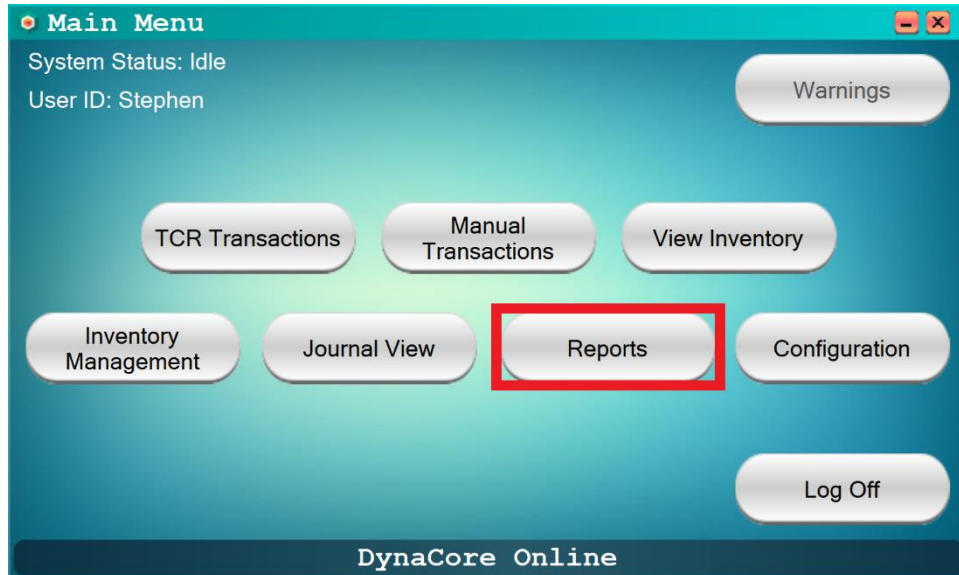 Main Menu
System Status: Idle
User ID: Stephen
Warnings
TCR Transactions
Manual
Transactions
View Inventory
Inventory
Management
Journal View
Reports
Configuration
Log Off
DynaCore Online